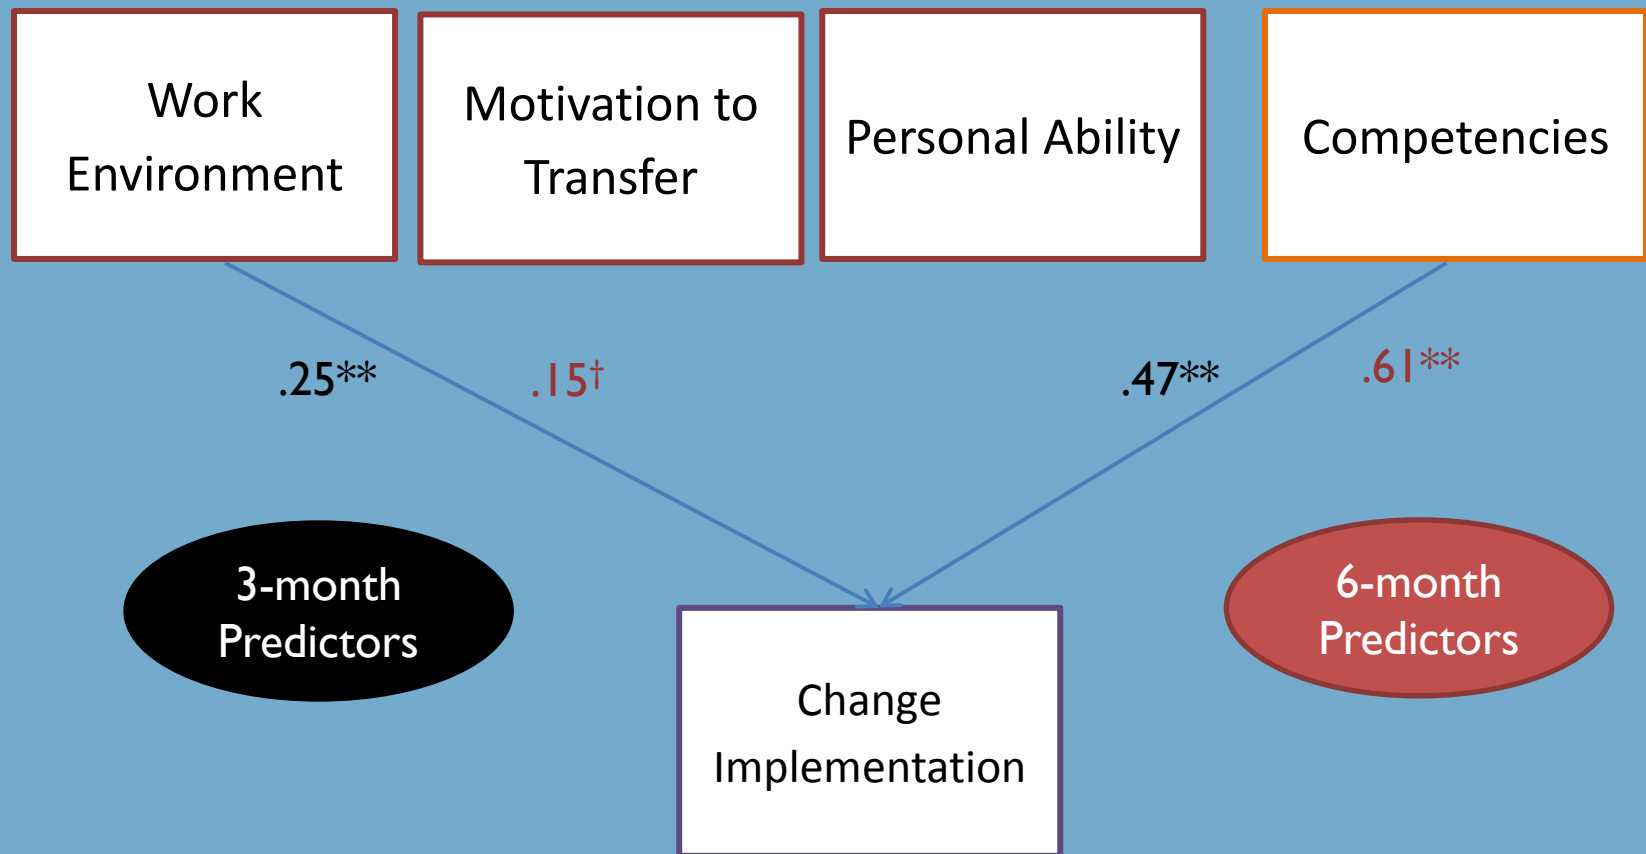 Work
Environment
Motivation to
Transfer
Personal Ability
Competencies
.25**
.15†
.47**
.61**
3-month
Predictors
6-month
Predictors
Change
Implementation